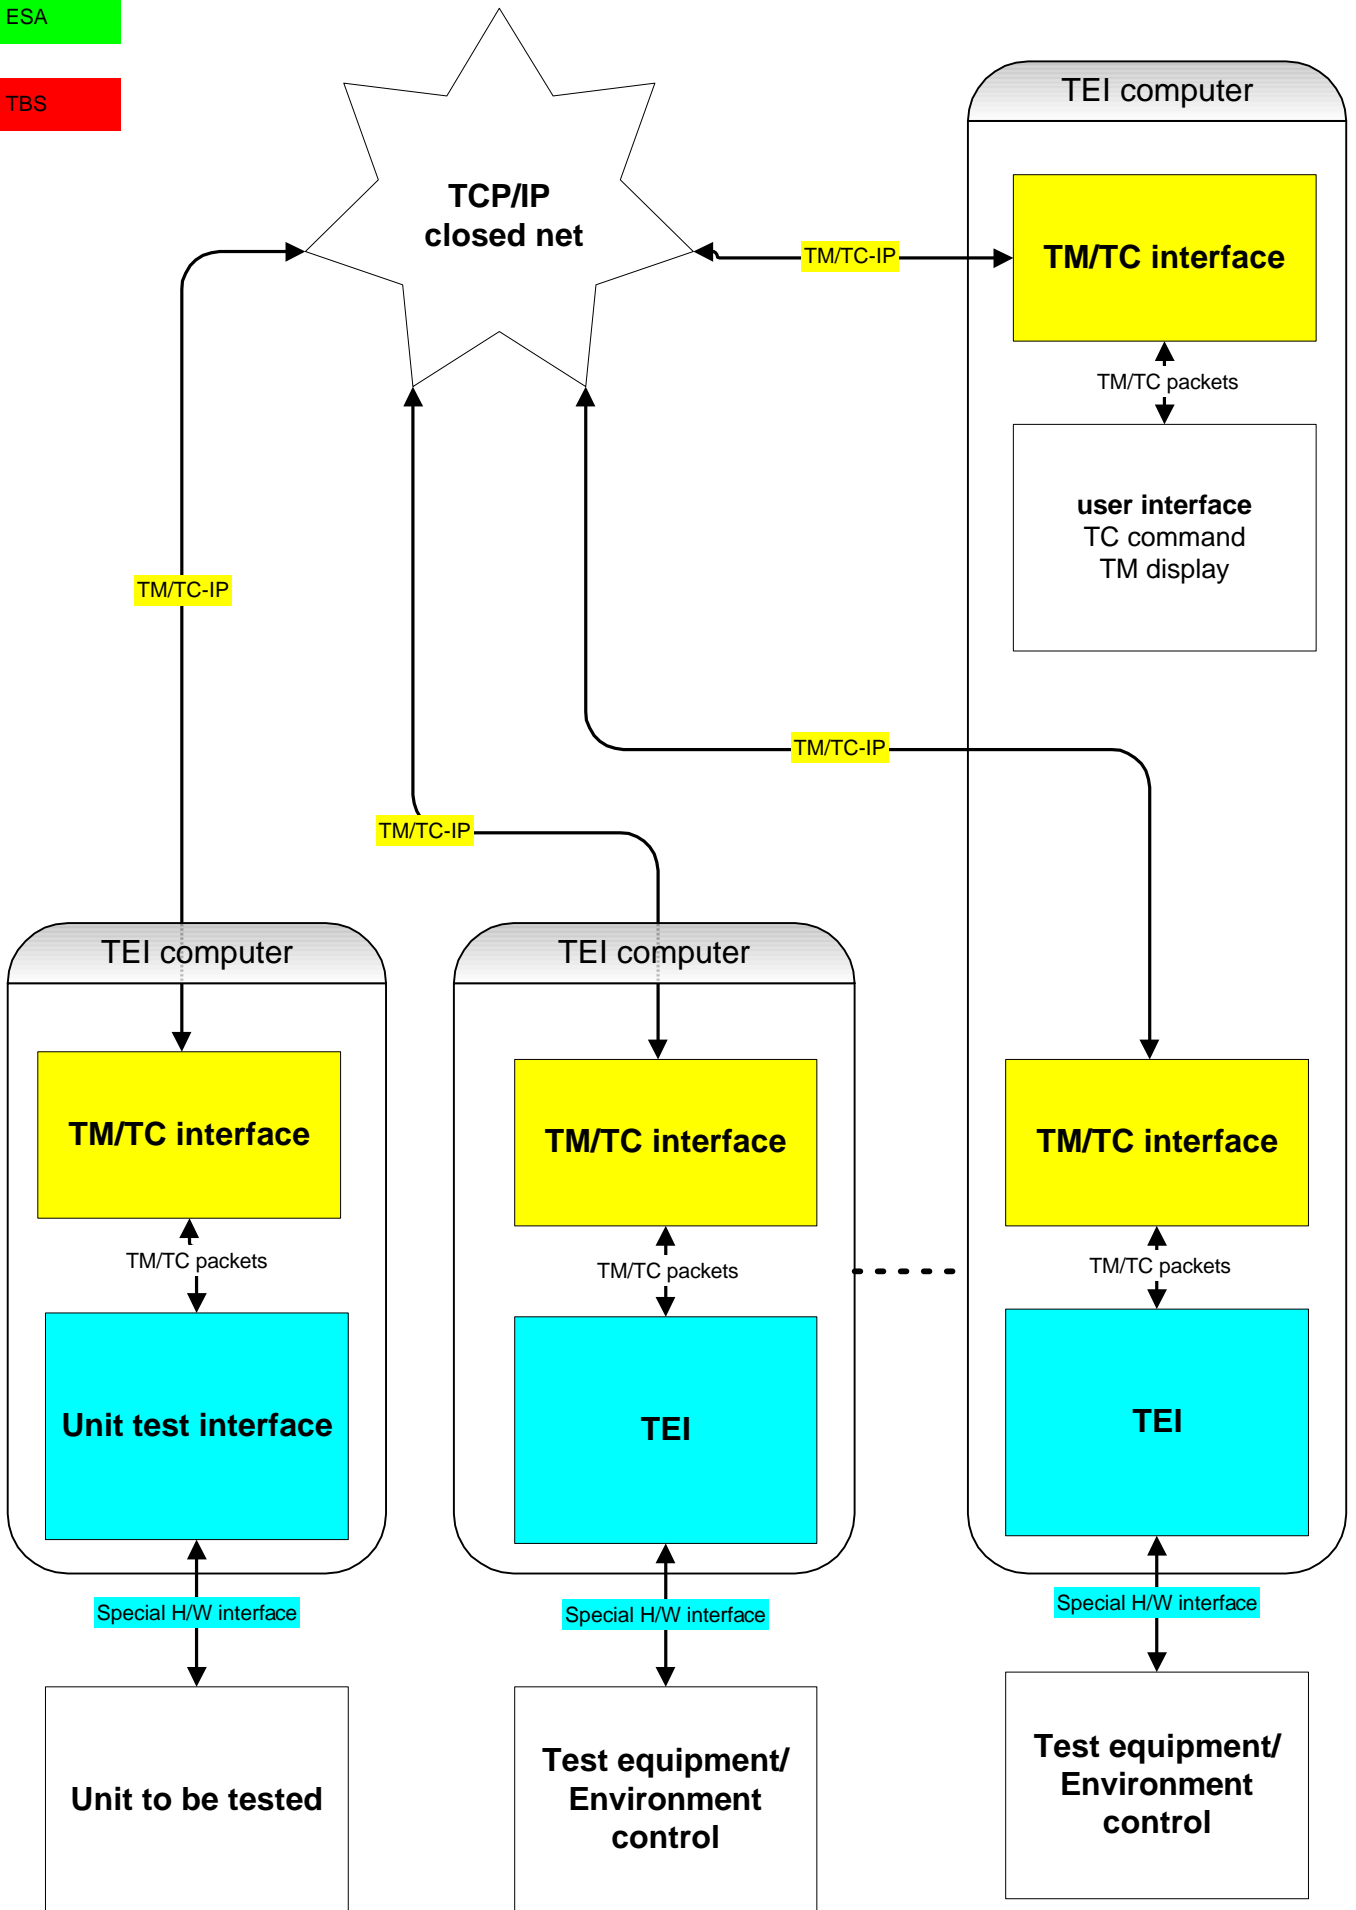 ESA
TBS
TCP/IP
closed net
TEI computer
TM/TC-IP
TM/TC interface
TM/TC packets
user interface
TC command
TM display
TM/TC-IP
TM/TC-IP
TM/TC-IP
TEI computer
TEI computer
TM/TC interface
TM/TC interface
TM/TC interface
TM/TC packets
TM/TC packets
TM/TC packets
Unit test interface
TEI
TEI
Special H/W interface
Special H/W interface
Special H/W interface
Unit to be tested
Test equipment/
Environment
control
Test equipment/
Environment
control